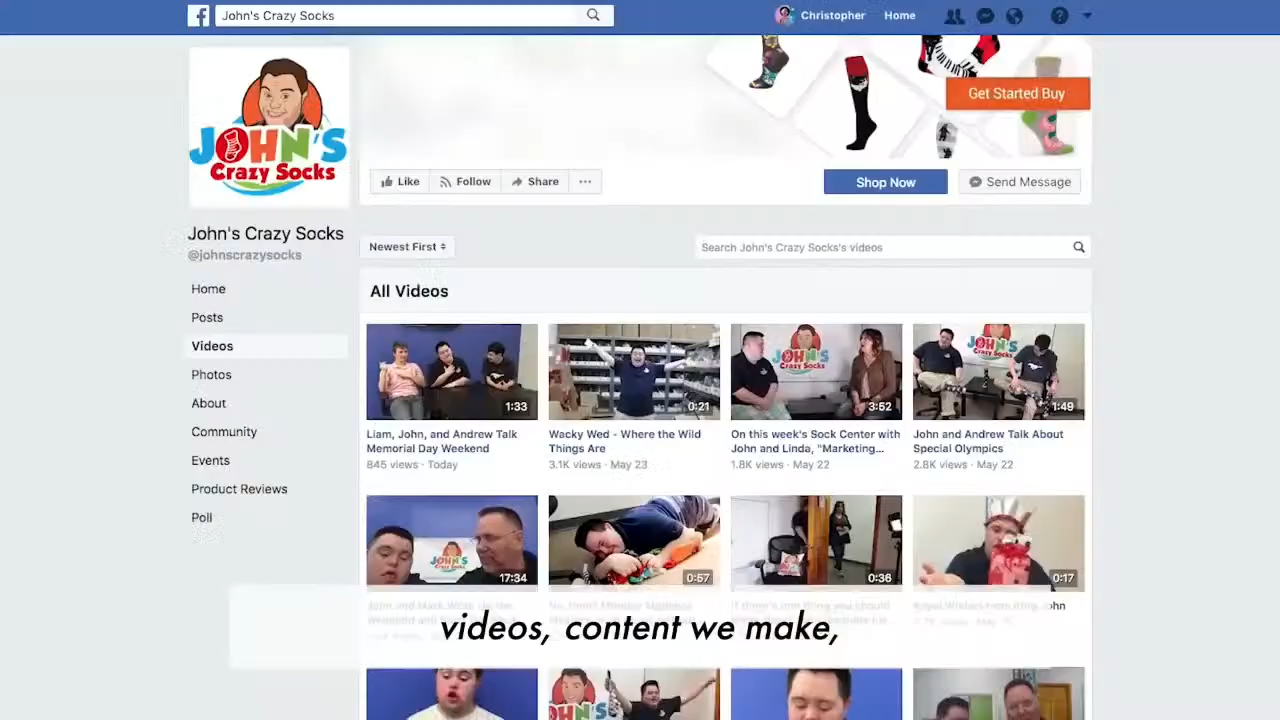 John's Crazy Socks
Christopher
Home
Get Started Buy
JOHN'S
Crazy Socks
Like
Follow
Share
Shop Now
Send Message
John's Crazy Socks
@johnscrazysocks
Newest First
Search John's Crazy Socks's videos
Home
Posts
Videos
Photos
About
Community
Events
Product Reviews
Poll
All Videos
1:33
0:21
3:52
1:49
Liam, John, and Andrew Talk
Memorial Day Weekend
845 views · Today
Wacky Wed - Where the Wild
Things Are
3.1K views · May 23
On this week's Sock Center with
John and Linda, "Marketing...
1.8K views · May 22
John and Andrew Talk About
Special Olympics
2.8K views · May 22
17:34
0:57
0:36
0:17
videos, content we make,